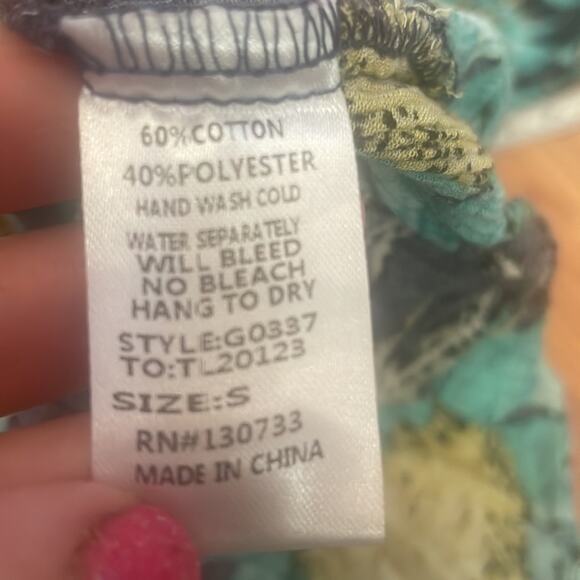 60%COTTON
40%POLYESTER
HAND WASH COLD
WATER SEPARATELY
WILL BLEED
NO BLEACH
HANG TO DRY
STYLE:G0337
TO:TL20123
SIZE:S
RN#130733
MADE IN CHINA